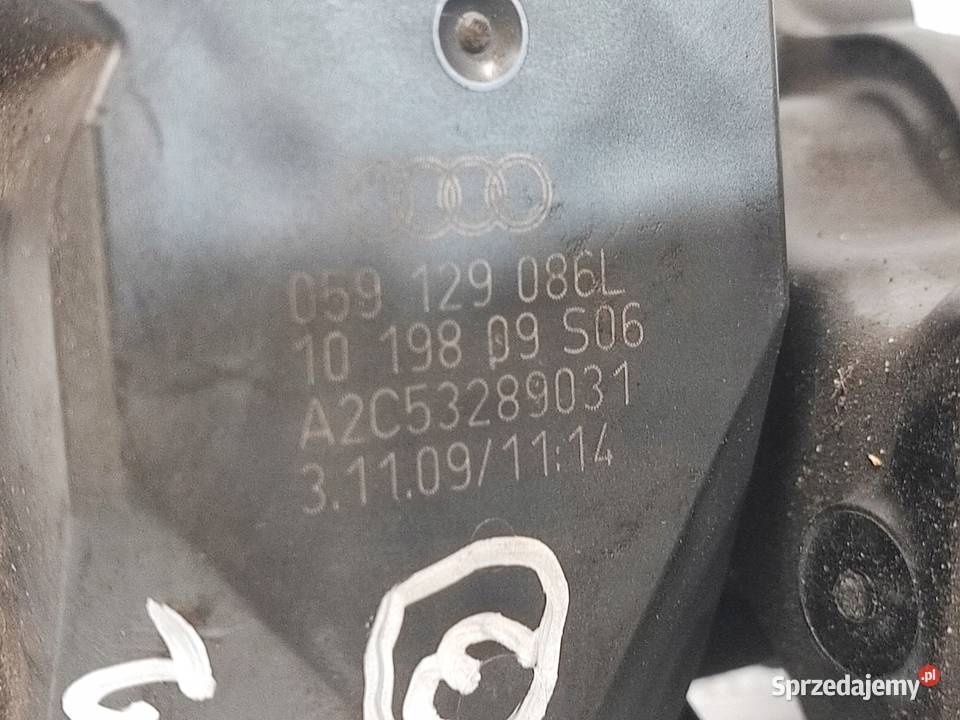 059 129 086L
10 198 09 S06
A2C53289031
3.11.09/11:14
Sprzedajemy.pl